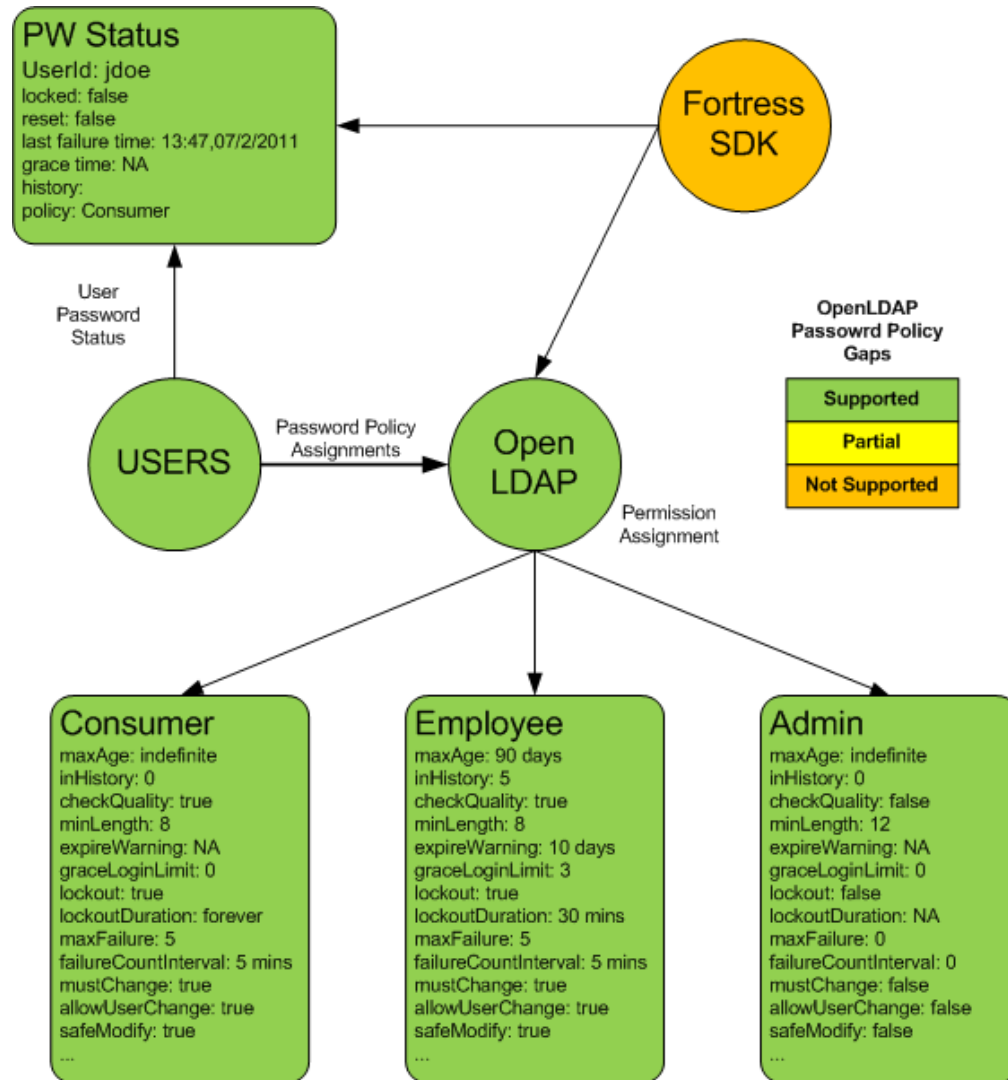 PW Status
UserId: jdoe
locked: false
reset: false
last failure time: 13:47,07/2/2011
grace time: NA
history:
policy: Consumer
Fortress
SDK
User
Password
Status
OpenLDAP
Passowrd Policy
Gaps
Supported
Partial
Not Supported
USERS
Password Policy
Assignments
Open
LDAP
Permission
Assignment
Consumer
maxAge: indefinite
inHistory: 0
checkQuality: true
minLength: 8
expireWarning: NA
graceLoginLimit: 0
lockout: true
lockoutDuration: forever
maxFailure: 5
failureCountInterval: 5 mins
mustChange: true
allowUserChange: true
safeModify: true
...
Employee
maxAge: 90 days
inHistory: 5
checkQuality: true
minLength: 8
expireWarning: 10 days
graceLoginLimit: 3
lockout: true
lockoutDuration: 30 mins
maxFailure: 5
failureCountInterval: 5 mins
mustChange: true
allowUserChange: true
safeModify: true
...
Admin
maxAge: indefinite
inHistory: 0
checkQuality: false
minLength: 12
expireWarning: NA
graceLoginLimit: 0
lockout: false
lockoutDuration: NA
maxFailure: 0
failureCountInterval: 0
mustChange: false
allowUserChange: false
safeModify: false
...